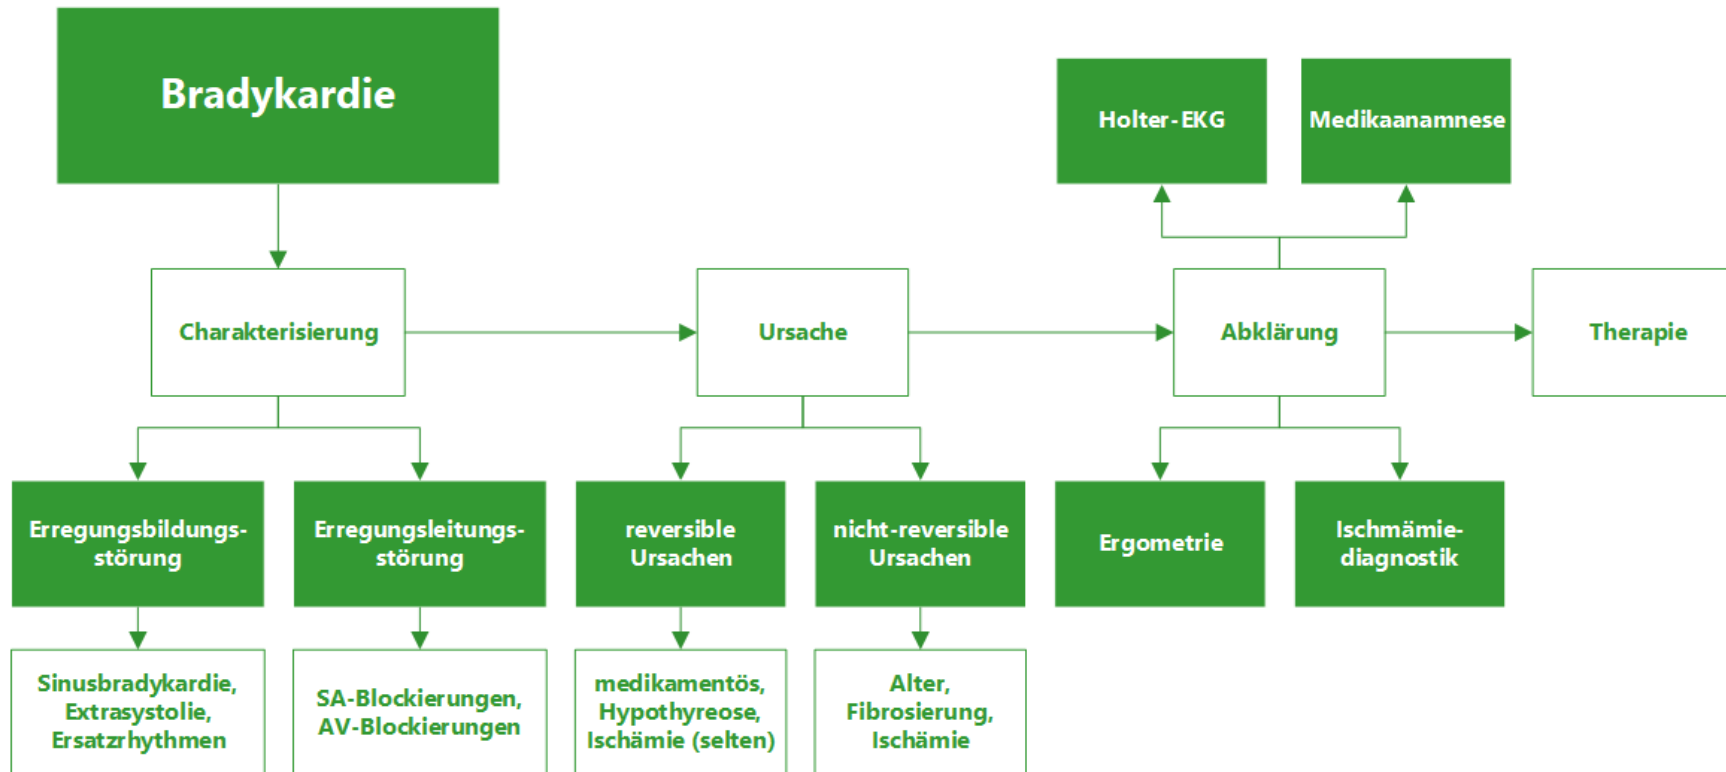 Bradykardie
Holter-EKG
Medikaanamnese
Charakterisierung
Ursache
Abklärung
Therapie
Erregungsbildungs-
störung
Erregungsleitungs-
störung
reversible
Ursachen
nicht-reversible
Ursachen
Ergometrie
Ischmämie-
diagnostik
Sinusbradykardie,
Extrasystolie,
Ersatzrhythmen
SA-Blockierungen,
AV-Blockierungen
medikamentös,
Hypothyreose,
Ischämie (selten)
Alter,
Fibrosierung,
Ischämie